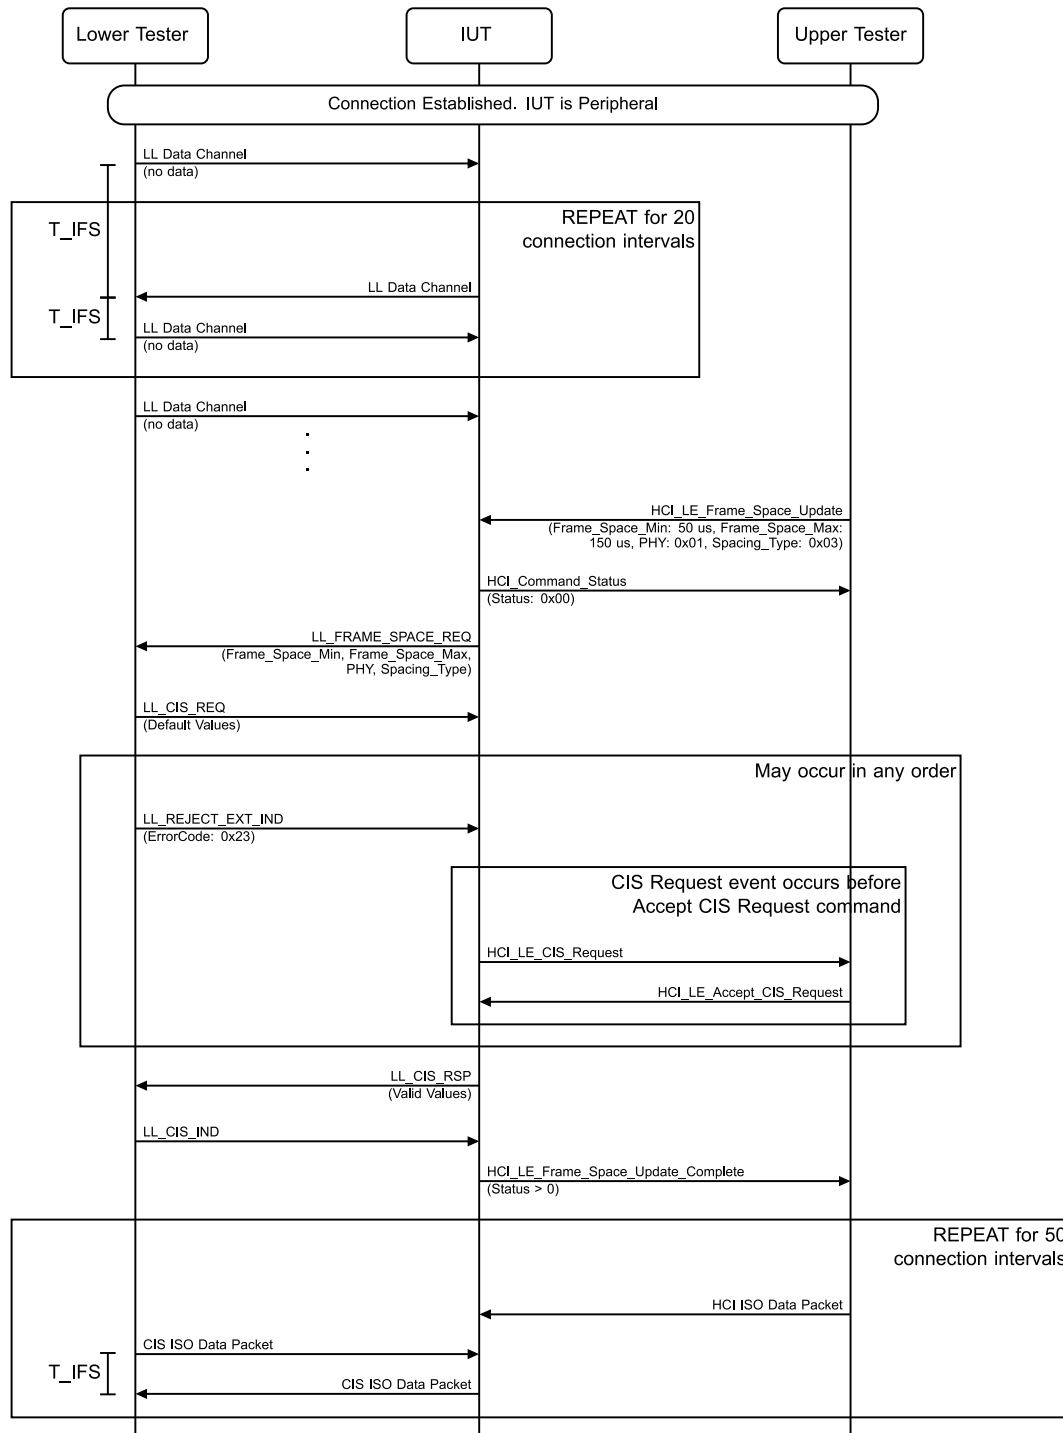 Lower Tester
IUT
Upper Tester
Connection Established. IUT is Peripheral
LL Data Channel
(no data)
REPEAT for 20
connection intervals
T_IFS
LL Data Channel
T_IFS
LL Data Channel
(no data)
LL Data Channel
(no data)
HCI_LE_Frame_Space_Update
(Frame_Space_Min: 50 us, Frame_Space_Max:
150 us, PHY: 0x01, Spacing_Type: 0x03)
HCI_Command_Status
(Status: 0x00)
LL_FRAME_SPACE_REQ
(Frame_Space_Min, Frame_Space_Max,
PHY, Spacing_Type)
LL_CIS_REQ
(Default Values)
May occur in any order
LL_REJECT_EXT_IND
(ErrorCode: 0x23)
CIS Request event occurs before
Accept CIS Request command
HCI_LE_CIS_Request
HCI_LE_Accept_CIS_Request
LL_CIS_RSP
(Valid Values)
LL_CIS_IND
HCI_LE_Frame_Space_Update_Complete
(Status > 0)
REPEAT for 50
connection intervals
HCI ISO Data Packet
CIS ISO Data Packet
T_IFS
CIS ISO Data Packet